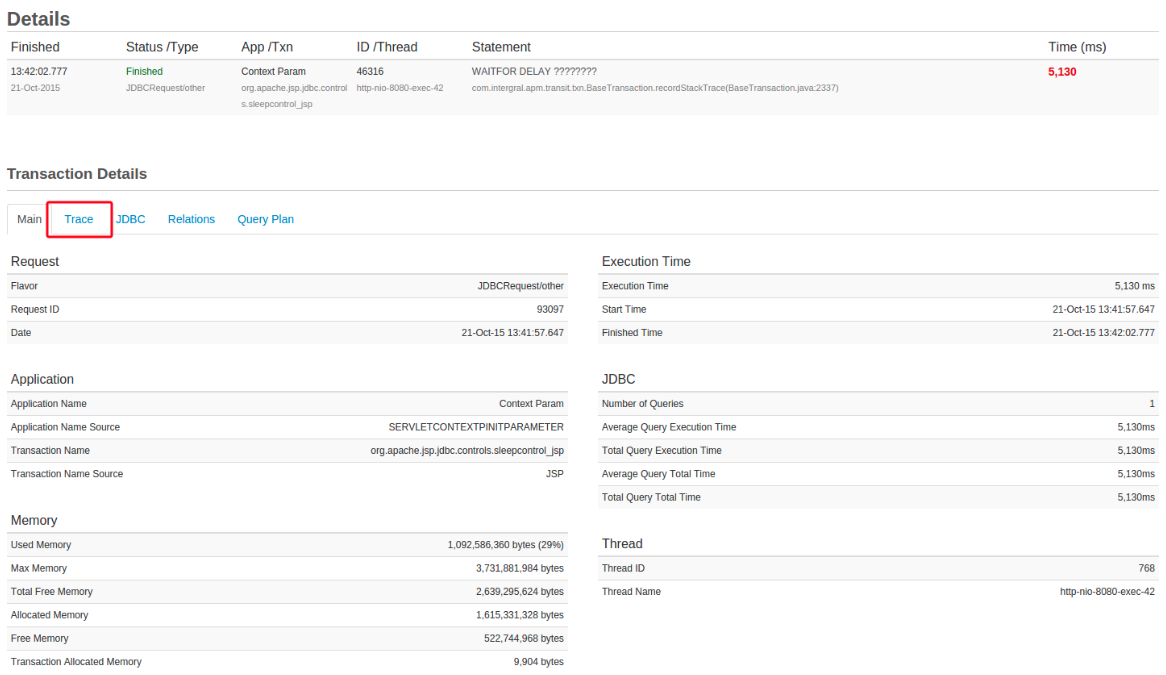 Details
Finished Status /Type App /Txn ID /Thread Statement Time (ms)
13:42:02.777 Finished Context Param 46316 WAITFOR DELAY ???????? 5,130
21-Oct-2015 JDBCRequest/other org.apache.jsp.jdbc.control http-nio-8080-exec-42 com.intergral.apm.transit.txn.BaseTransaction.recordStackTrace(BaseTransaction.java:2337)
s.sleepcontrol_jsp
Transaction Details
Main Trace JDBC Relations Query Plan
Request
Flavor JDBCRequest/other
Request ID 93097
Date 21-Oct-15 13:41:57.647
Execution Time
Execution Time 5,130 ms
Start Time 21-Oct-15 13:41:57.647
Finished Time 21-Oct-15 13:42:02.777
Application
Application Name Context Param
Application Name Source SERVLETCONTEXTPINITPARAMETER
Transaction Name org.apache.jsp.jdbc.controls.sleepcontrol_jsp
Transaction Name Source JSP
JDBC
Number of Queries 1
Average Query Execution Time 5,130ms
Total Query Execution Time 5,130ms
Average Query Total Time 5,130ms
Total Query Total Time 5,130ms
Memory
Used Memory 1,092,586,360 bytes (29%)
Max Memory 3,731,881,984 bytes
Total Free Memory 2,639,295,624 bytes
Allocated Memory 1,615,331,328 bytes
Free Memory 522,744,968 bytes
Transaction Allocated Memory 9,904 bytes
Thread
Thread ID 768
Thread Name http-nio-8080-exec-42